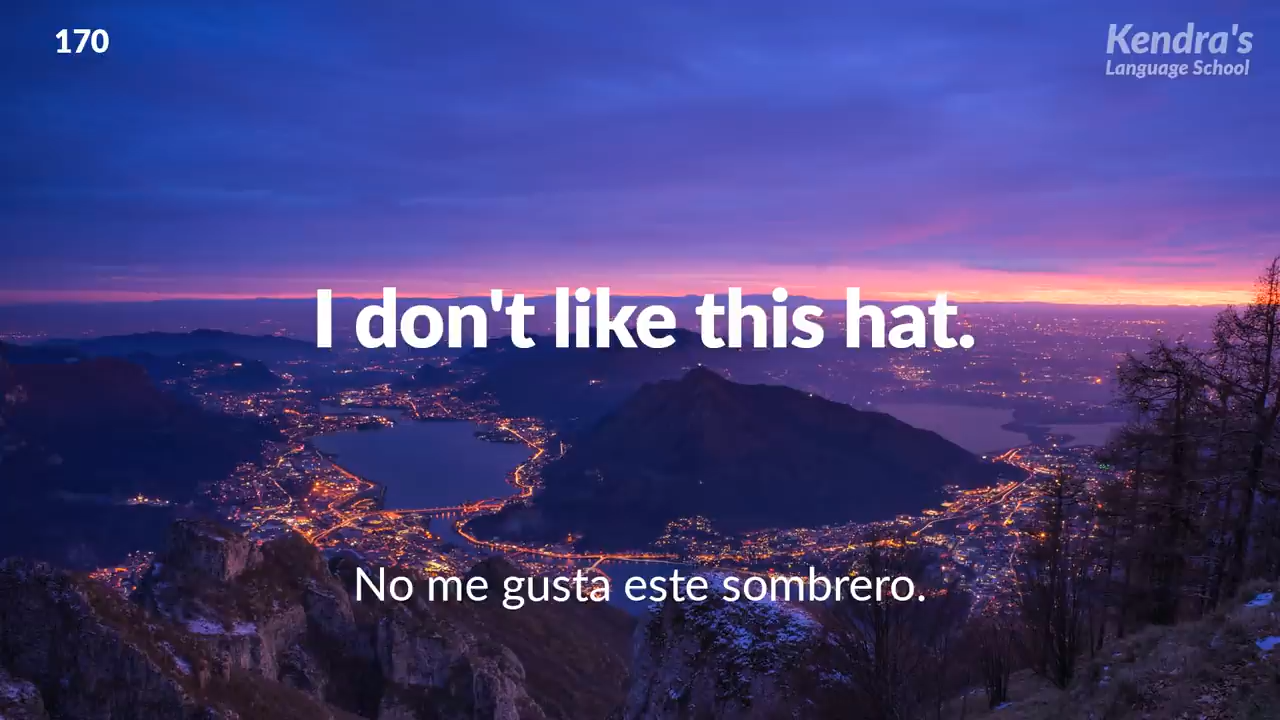 170
Kendra's
Language School
I don't like this hat.
No me gusta este sombrero.